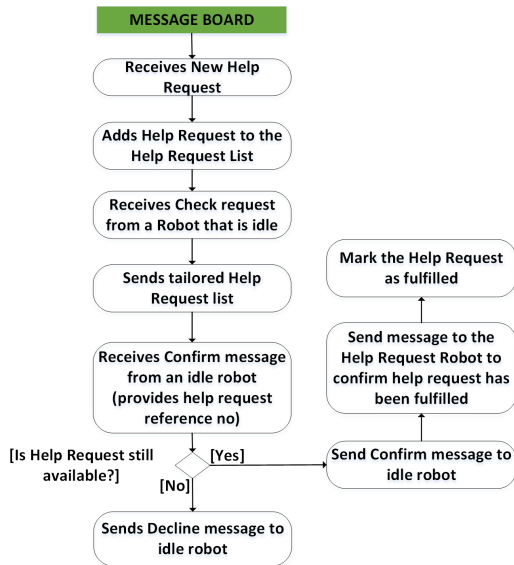 MESSAGE BOARD
Receives New Help
Request
Adds Help Request to the
Help Request List
Receives Check request
from a Robot that is idle
Sends tailored Help
Request list
Receives Confirm message
from an idle robot
(provides help request
reference no)
[Is Help Request still
available?]
[Yes]
[No]
Sends Decline message to
idle robot
Send Confirm message to
idle robot
Send message to the
Help Request Robot to
confirm help request has
been fulfilled
Mark the Help Request
as fulfilled